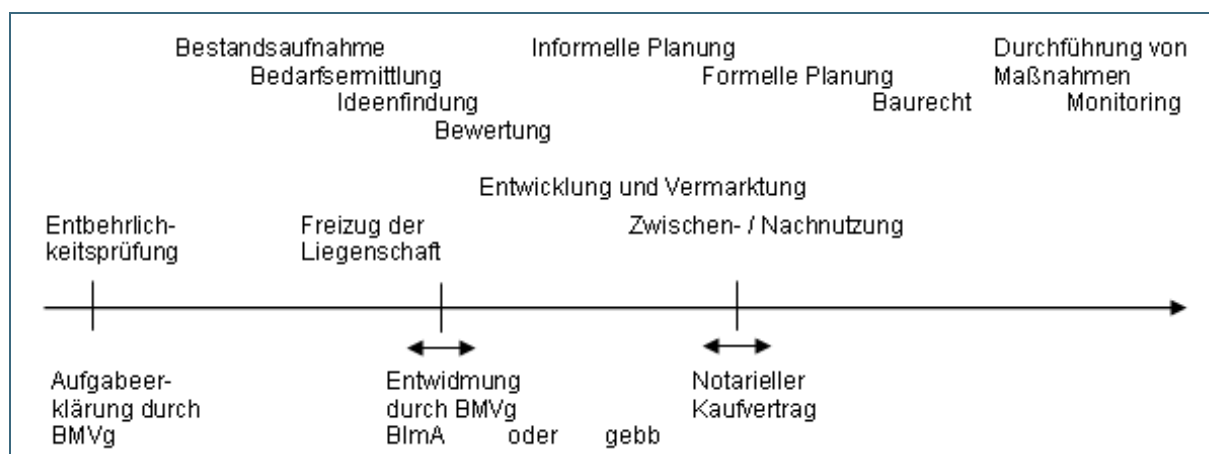 Bestandsaufnahme Informelle Planung Durchführung von
Bedarfsermittlung Formelle Planung Maßnahmen
Ideenfindung Baurecht Monitoring
Bewertung
Entwicklung und Vermarktung
Entbehrlich- Freizug der Zwischen- / Nachnutzung
keitsprüfung Liegenschaft
Aufgabeer- Entwidmung Notarieller
klärung durch durch BMVg Kaufvertrag
BMVg BImA oder gebb